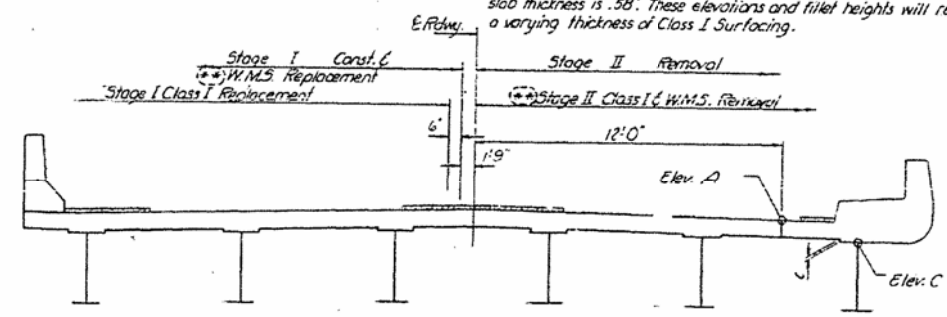 slab thickness is .58'. These elevations and fillet heights will re
a varying thickness of Class I Surfacing.
℄ Rdwy.
Stage I Const. &
Stage II Removal
(**) W.M.S. Replacement
Stage I Class I Replacement
(**) Stage II Class I & W.M.S. Removal
6"
12'-0"
1'-9"
Elev. A
Elev. C